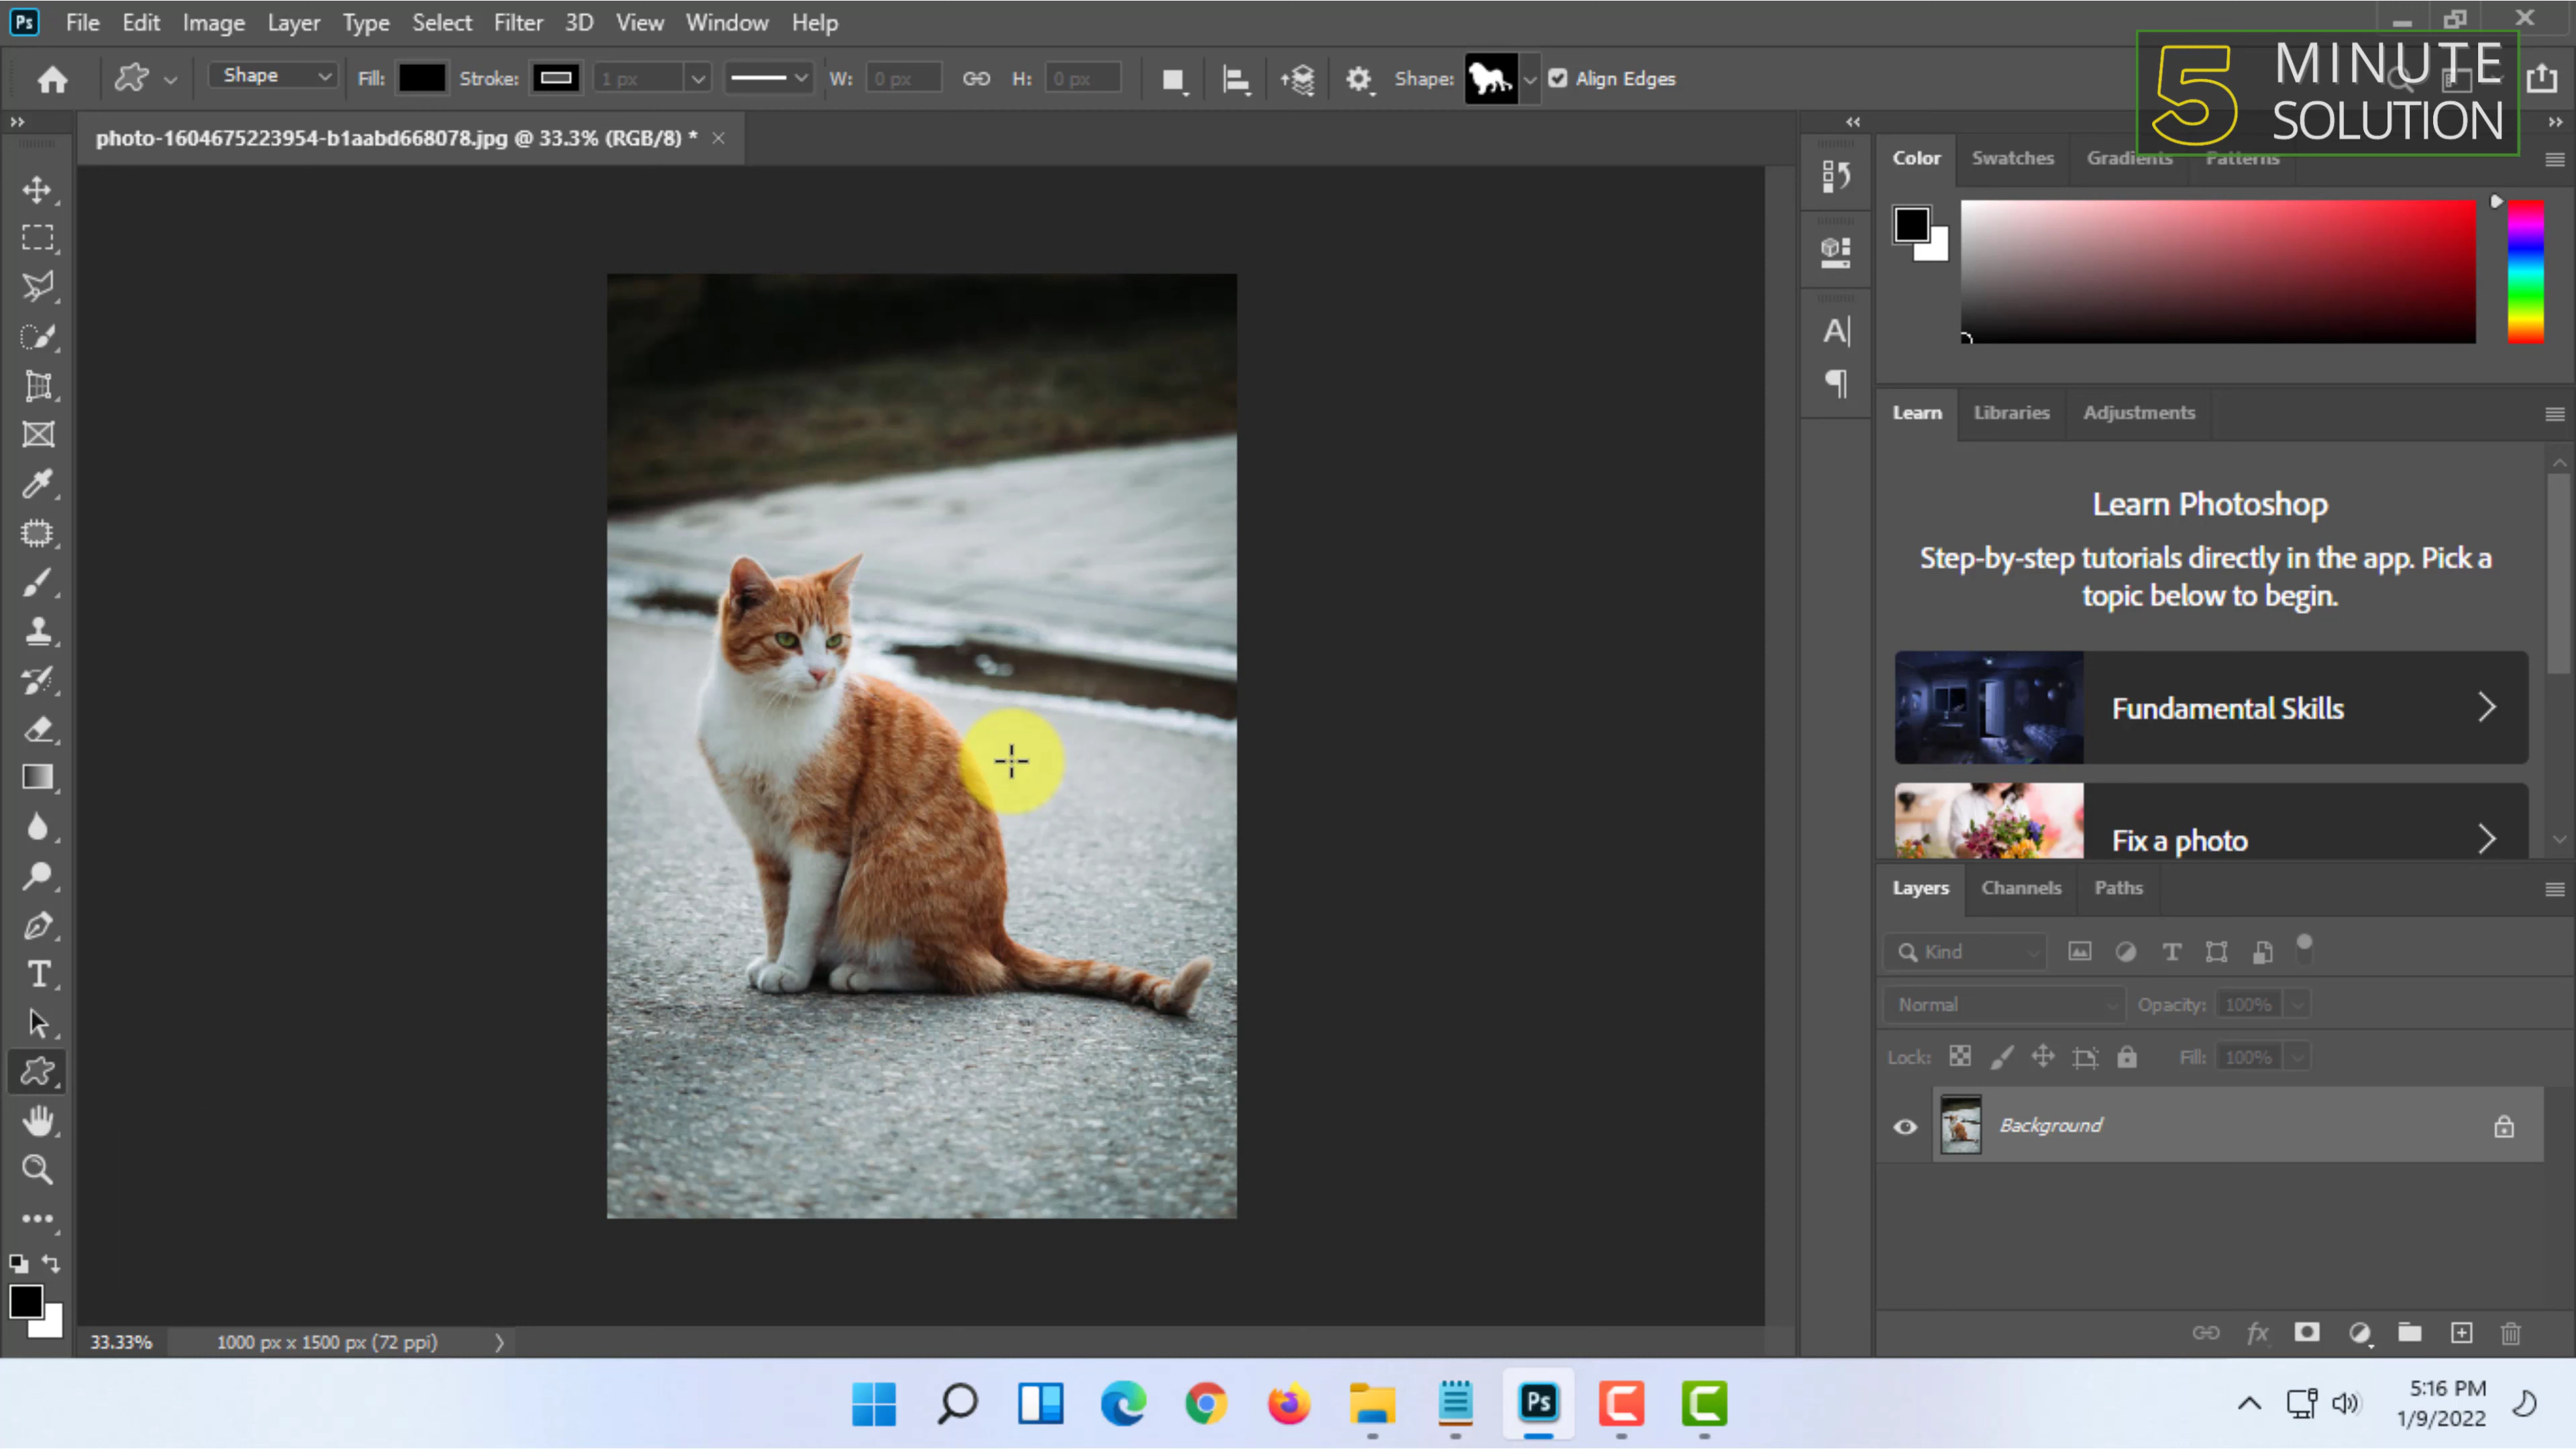 Ps File Edit Image Layer Type Select Filter 3D View Window Help
Shape Fill: Stroke: 1 px W: 0 px H: 0 px Shape: Align Edges
5 MINUTE
SOLUTION
photo-1604675223954-b1aabd668078.jpg @ 33.3% (RGB/8) *
Color Swatches Gradients Patterns
Learn Libraries Adjustments
Learn Photoshop
Step-by-step tutorials directly in the app. Pick a
topic below to begin.
Fundamental Skills
Fix a photo
Layers Channels Paths
Kind
Normal Opacity: 100%
Lock: Fill: 100%
Background
fx
33.33% 1000 px x 1500 px (72 ppi)
Ps
5:16 PM
1/9/2022